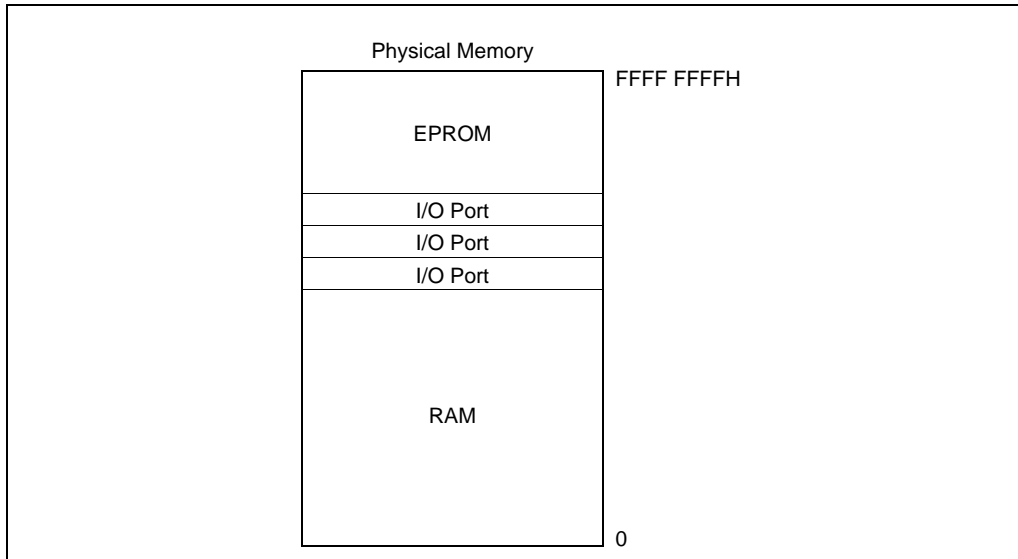 Physical Memory
FFFF FFFFH
EPROM
I/O Port
I/O Port
I/O Port
RAM
0